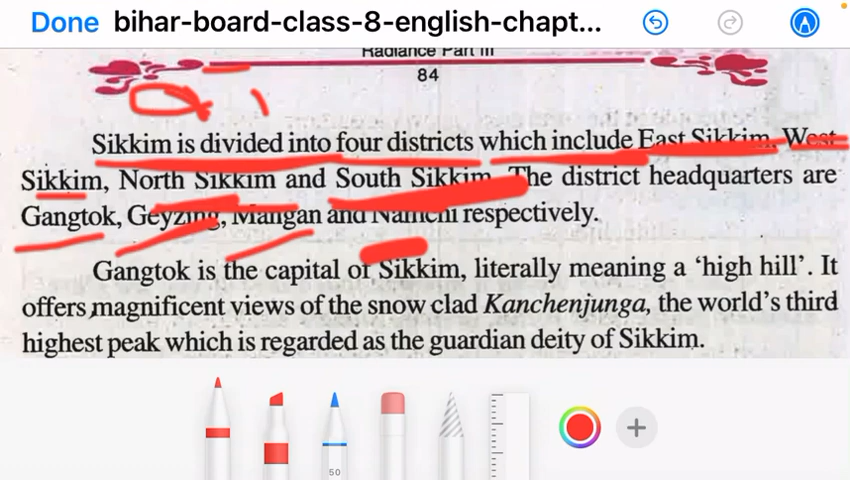 Done bihar-board-class-8-english-chapt...
Radiance Part III
84
Sikkim is divided into four districts which include East Sikkim, West
Sikkim, North Sikkim and South Sikkim. The district headquarters are
Gangtok, Geyzing, Mangan and Namchi respectively.
Gangtok is the capital of Sikkim, literally meaning a ‘high hill’. It
offers magnificent views of the snow clad Kanchenjunga, the world’s third
highest peak which is regarded as the guardian deity of Sikkim.
50